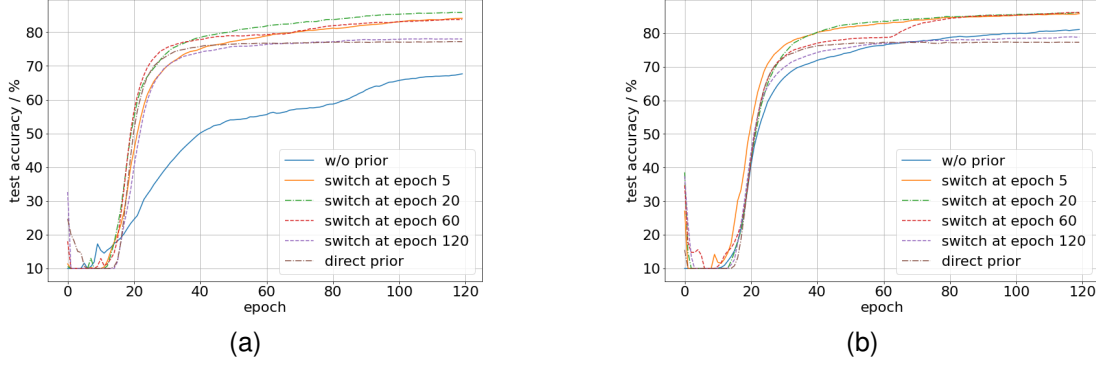 80
70
60
50
40
30
20
10
test accuracy / %
0
20
40
60
80
100
120
epoch
w/o prior
switch at epoch 5
switch at epoch 20
switch at epoch 60
switch at epoch 120
direct prior
(a)
80
70
60
50
40
30
20
10
test accuracy / %
0
20
40
60
80
100
120
epoch
w/o prior
switch at epoch 5
switch at epoch 20
switch at epoch 60
switch at epoch 120
direct prior
(b)